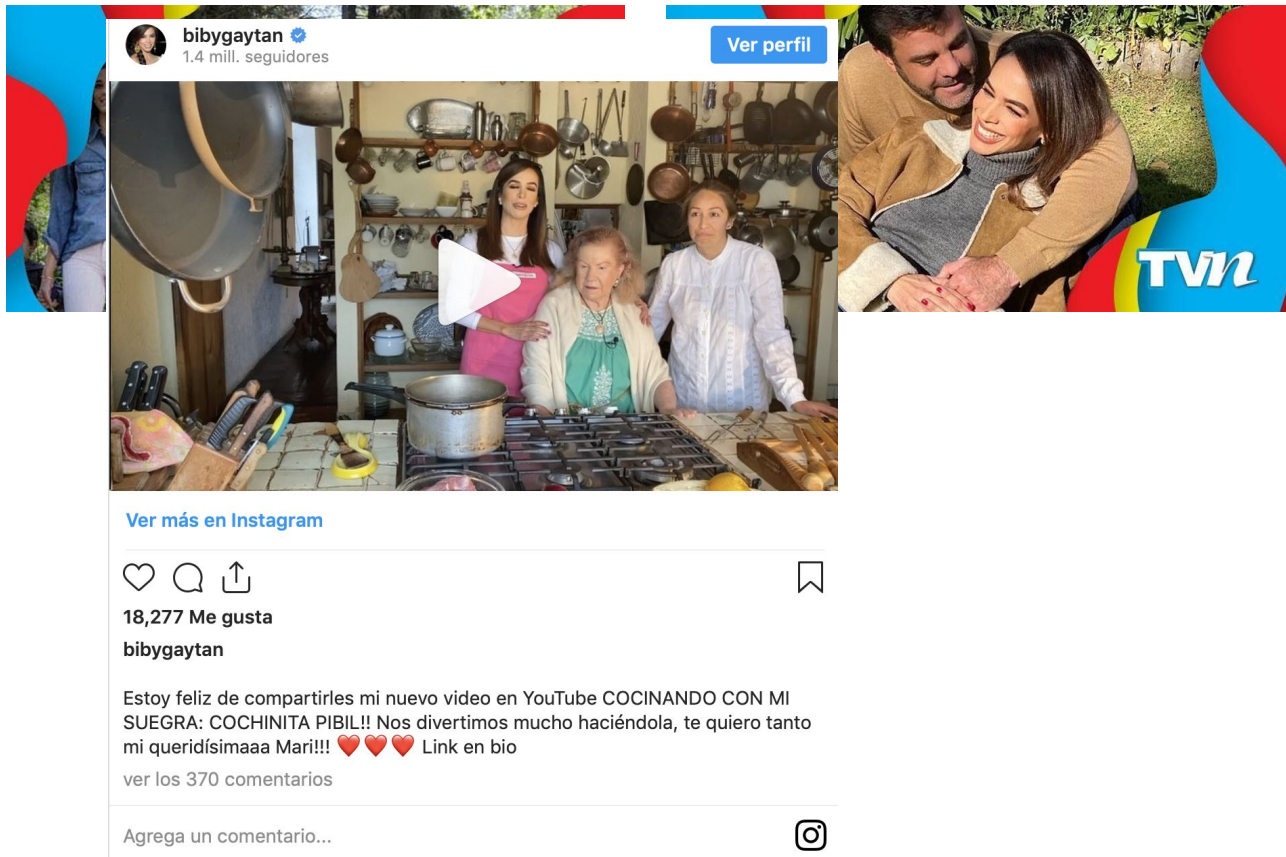 bibygaytan
1.4 mill. seguidores
Ver perfil
TVn
Ver más en Instagram
18,277 Me gusta
bibygaytan
Estoy feliz de compartirles mi nuevo video en YouTube COCINANDO CON MI
SUEGRA: COCHINITA PIBIL!! Nos divertimos mucho haciéndola, te quiero tanto
mi queridísimaaa Mari!!! ❤️❤️❤️ Link en bio
ver los 370 comentarios
Agrega un comentario...